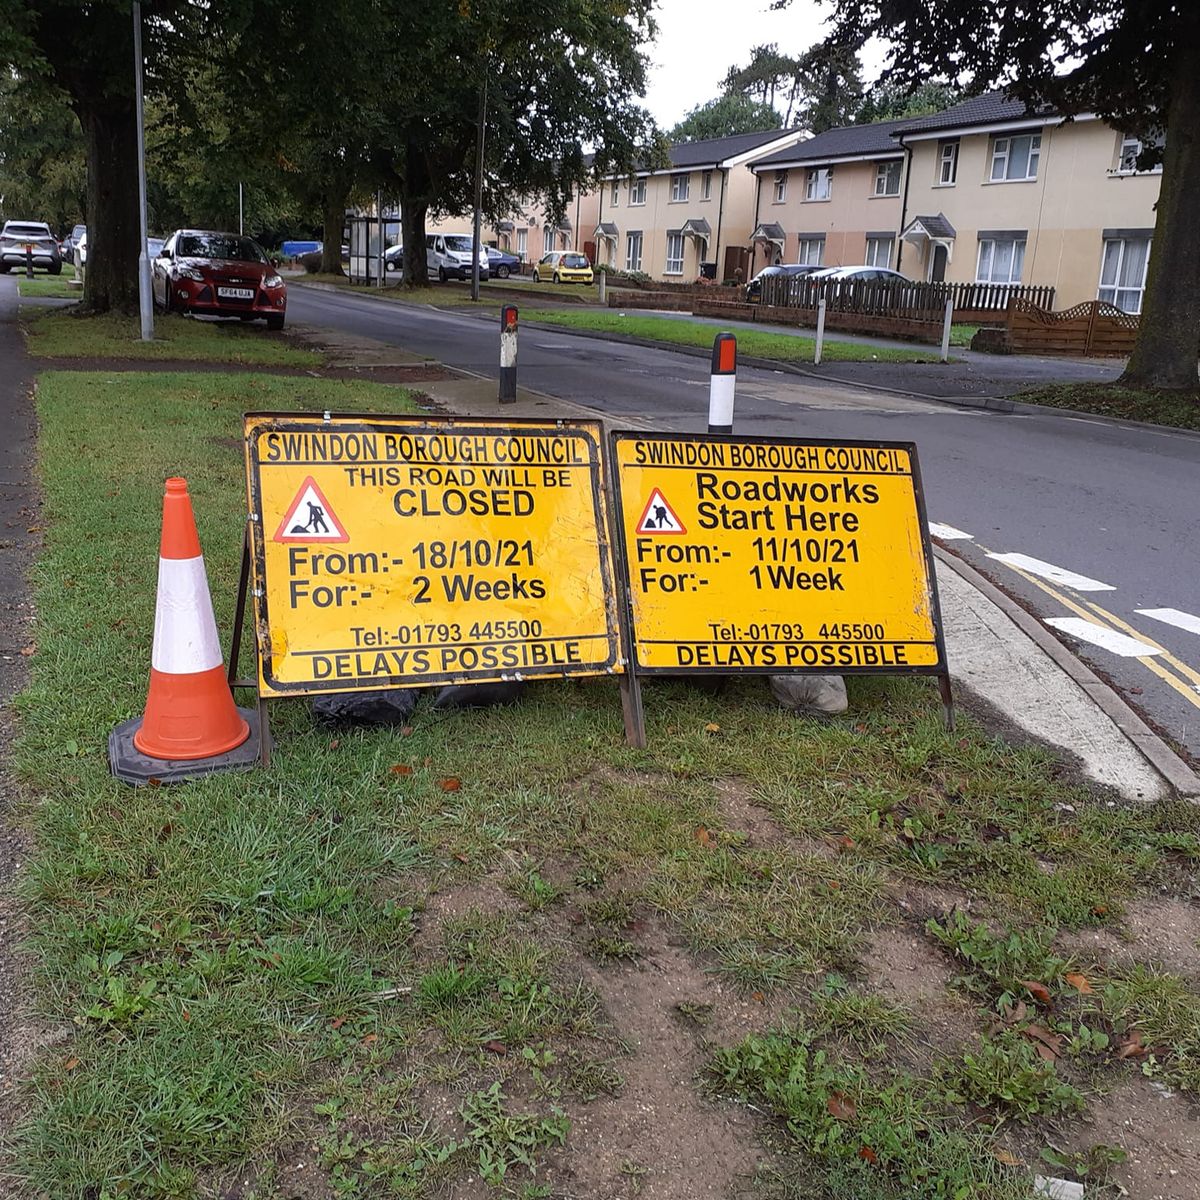 SWINDON BOROUGH COUNCIL
THIS ROAD WILL BE
CLOSED
From:- 18/10/21
For:- 2 Weeks
Tel:-01793 445500
DELAYS POSSIBLE
SWINDON BOROUGH COUNCIL
Roadworks
Start Here
From:- 11/10/21
For:- 1 Week
Tel:-01793 445500
DELAYS POSSIBLE
SF64 UJA